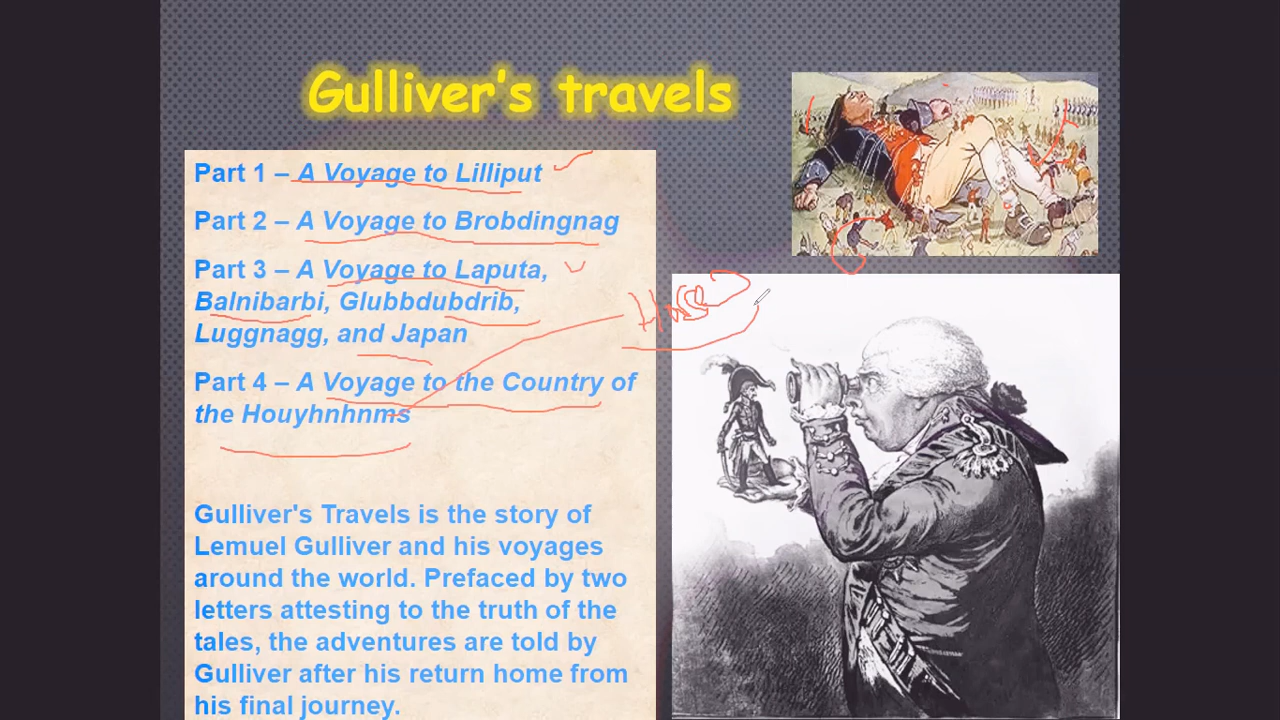 Gulliver's travels
Part 1 – A Voyage to Lilliput
Part 2 – A Voyage to Brobdingnag
Part 3 – A Voyage to Laputa,
Balnibarbi, Glubbdubdrib,
Luggnagg, and Japan
Part 4 – A Voyage to the Country of
the Houyhnhnms
Gulliver's Travels is the story of
Lemuel Gulliver and his voyages
around the world. Prefaced by two
letters attesting to the truth of the
tales, the adventures are told by
Gulliver after his return home from
his final journey.